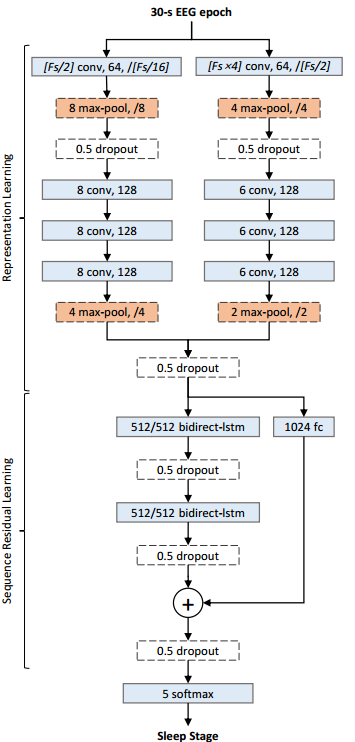 30-s EEG epoch
[Fs/2] conv, 64, /[Fs/16]
[Fs×4] conv, 64, /[Fs/2]
8 max-pool, /8
4 max-pool, /4
0.5 dropout
0.5 dropout
8 conv, 128
6 conv, 128
8 conv, 128
6 conv, 128
8 conv, 128
6 conv, 128
4 max-pool, /4
2 max-pool, /2
0.5 dropout
Representation Learning
512/512 bidirect-lstm
1024 fc
0.5 dropout
512/512 bidirect-lstm
0.5 dropout
+
0.5 dropout
Sequence Residual Learning
5 softmax
Sleep Stage